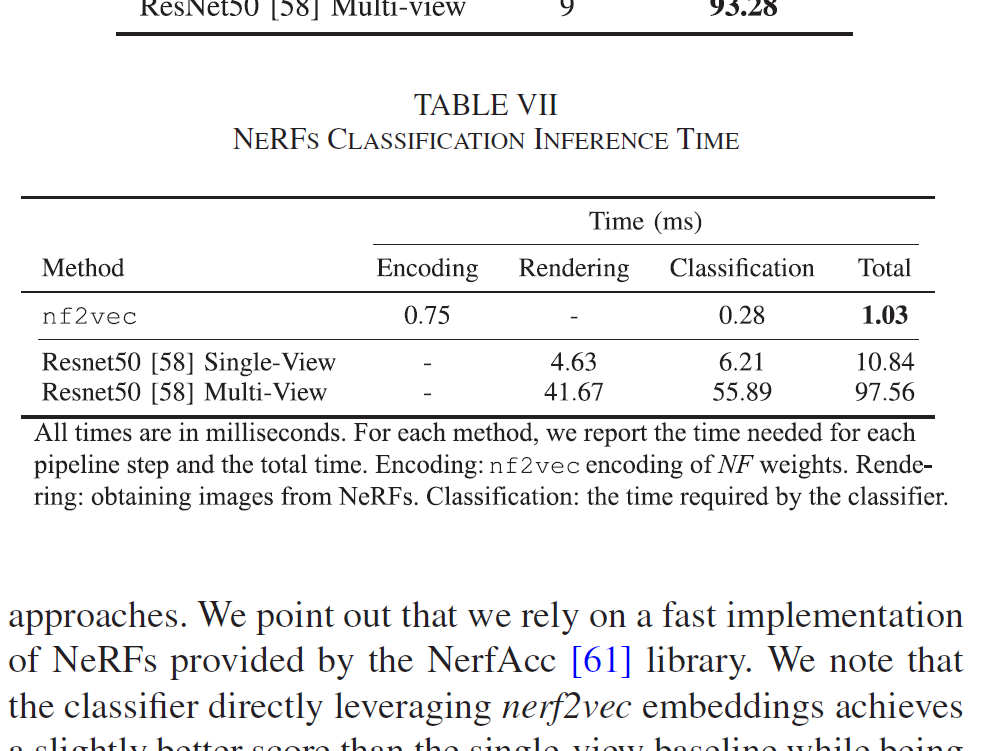 ResNet50 [58] Multi-view 9 93.28
TABLE VII
NERFS CLASSIFICATION INFERENCE TIME
Time (ms)
Method Encoding Rendering Classification Total
nf2vec 0.75 - 0.28 1.03
Resnet50 [58] Single-View - 4.63 6.21 10.84
Resnet50 [58] Multi-View - 41.67 55.89 97.56
All times are in milliseconds. For each method, we report the time needed for each
pipeline step and the total time. Encoding: nf2vec encoding of NF weights. Rende-
ring: obtaining images from NeRFs. Classification: the time required by the classifier.
approaches. We point out that we rely on a fast implementation
of NeRFs provided by the NerfAcc [61] library. We note that
the classifier directly leveraging nerf2vec embeddings achieves
a slightly better score than the single-view baseline while being